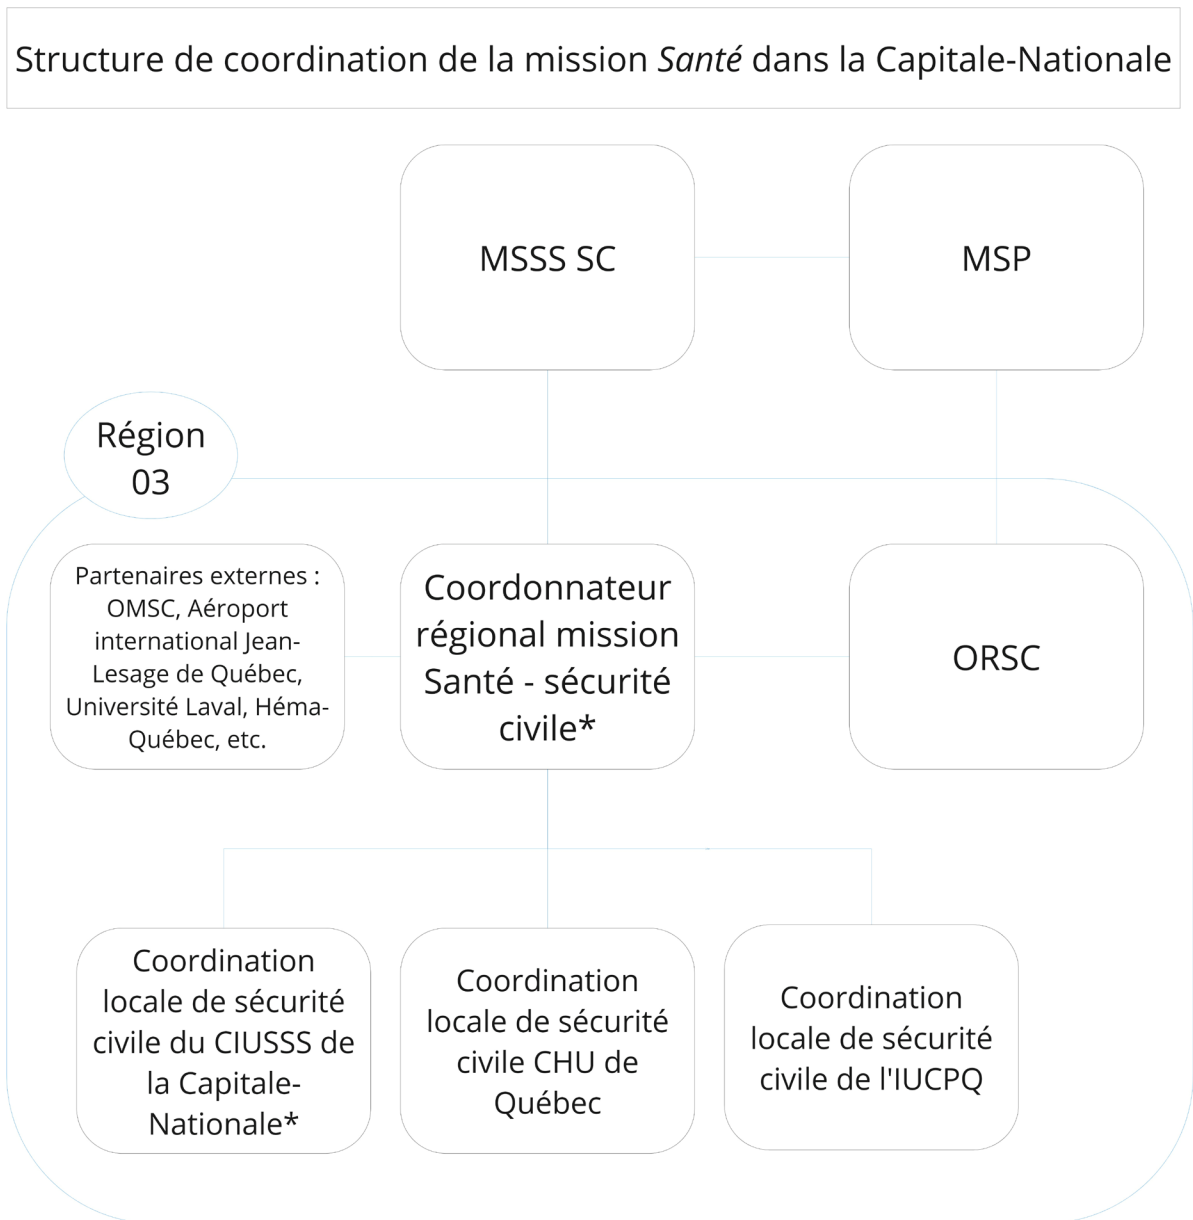 Structure de coordination de la mission Santé dans la Capitale-Nationale
MSSS SC
MSP
Région
03
Partenaires externes :
OMSC, Aéroport
international Jean-
Lesage de Québec,
Université Laval, Héma-
Québec, etc.
Coordonnateur
régional mission
Santé - sécurité
civile*
ORSC
Coordination
locale de sécurité
civile du CIUSSS de
la Capitale-
Nationale*
Coordination
locale de sécurité
civile CHU de
Québec
Coordination
locale de sécurité
civile de l'IUCPQ